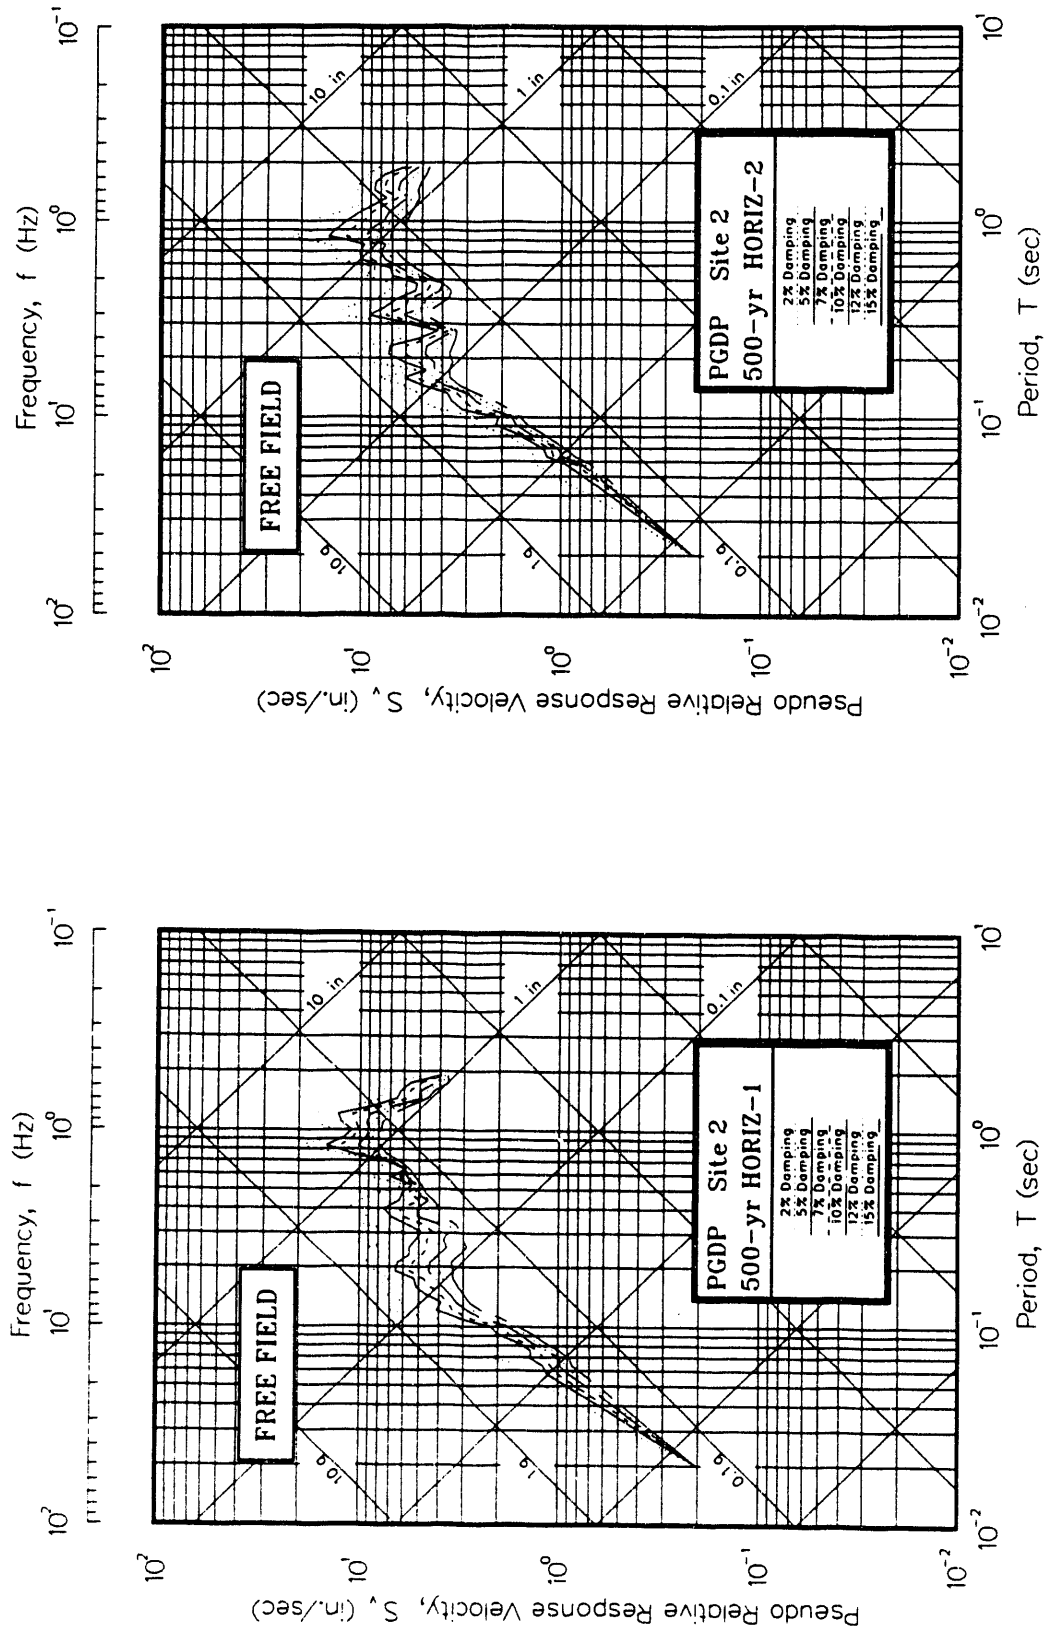 Frequency, f (Hz)
10² 10¹ 10⁰ 10⁻¹
FREE FIELD
Pseudo Relative Response Velocity, Sᵥ (in./sec)
10²
10¹
10⁰
10⁻¹
10⁻²
10g
1g
0.1g
10 in
1 in
0.1 in
PGDP Site 2
500-yr HORIZ-1
2% Damping
5% Damping
7% Damping
10% Damping
12% Damping
15% Damping
10⁻² 10⁻¹ 10⁰ 10¹
Period, T (sec)
Frequency, f (Hz)
10² 10¹ 10⁰ 10⁻¹
FREE FIELD
Pseudo Relative Response Velocity, Sᵥ (in./sec)
10²
10¹
10⁰
10⁻¹
10⁻²
10g
1g
0.1g
10 in
1 in
0.1 in
PGDP Site 2
500-yr HORIZ-2
2% Damping
5% Damping
7% Damping
10% Damping
12% Damping
15% Damping
10⁻² 10⁻¹ 10⁰ 10¹
Period, T (sec)